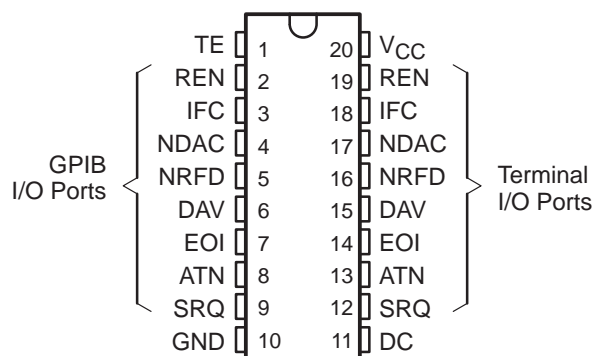 TE 1 20 VCC
REN 2 19 REN
IFC 3 18 IFC
NDAC 4 17 NDAC
NRFD 5 16 NRFD
DAV 6 15 DAV
EOI 7 14 EOI
ATN 8 13 ATN
SRQ 9 12 SRQ
GND 10 11 DC
GPIB
I/O Ports
Terminal
I/O Ports